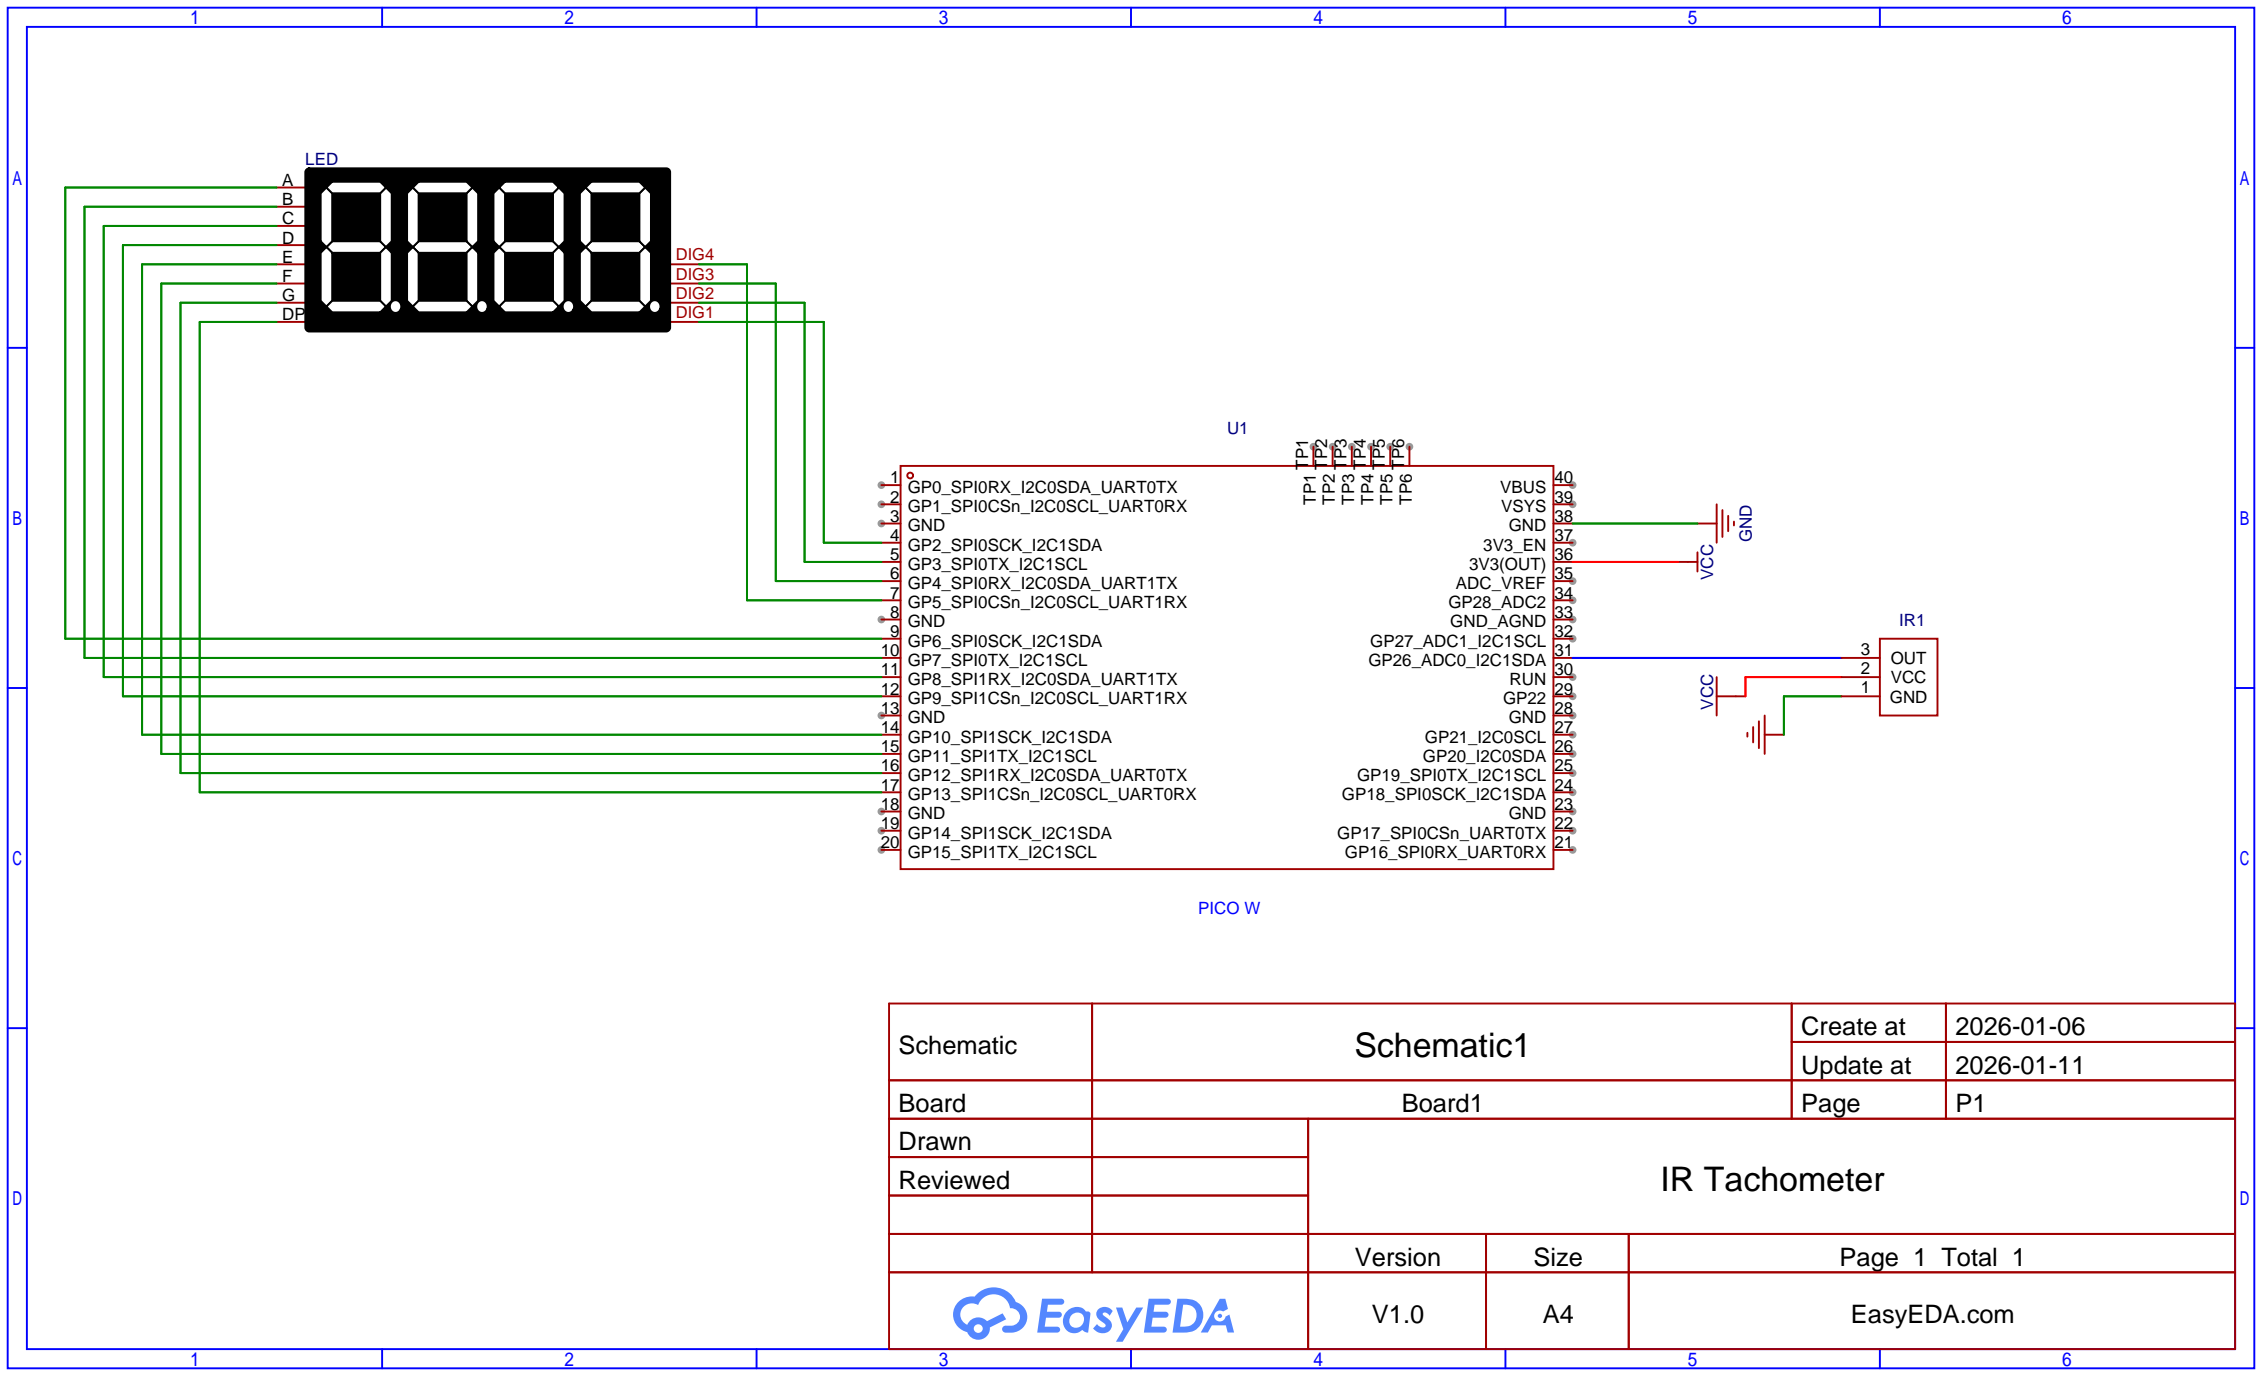 1 2 3 4 5 6
A A
B B
C C
D D
LED
A
B
C
D
E
F
G
DP
DIG4
DIG3
DIG2
DIG1
U1
TP1 TP2 TP3 TP4 TP5 TP6
TP1 TP2 TP3 TP4 TP5 TP6
1 GP0_SPI0RX_I2C0SDA_UART0TX
2 GP1_SPI0CSn_I2C0SCL_UART0RX
3 GND
4 GP2_SPI0SCK_I2C1SDA
5 GP3_SPI0TX_I2C1SCL
6 GP4_SPI0RX_I2C0SDA_UART1TX
7 GP5_SPI0CSn_I2C0SCL_UART1RX
8 GND
9 GP6_SPI0SCK_I2C1SDA
10 GP7_SPI0TX_I2C1SCL
11 GP8_SPI1RX_I2C0SDA_UART1TX
12 GP9_SPI1CSn_I2C0SCL_UART1RX
13 GND
14 GP10_SPI1SCK_I2C1SDA
15 GP11_SPI1TX_I2C1SCL
16 GP12_SPI1RX_I2C0SDA_UART0TX
17 GP13_SPI1CSn_I2C0SCL_UART0RX
18 GND
19 GP14_SPI1SCK_I2C1SDA
20 GP15_SPI1TX_I2C1SCL
VBUS 40
VSYS 39
GND 38
3V3_EN 37
3V3(OUT) 36
ADC_VREF 35
GP28_ADC2 34
GND_AGND 33
GP27_ADC1_I2C1SCL 32
GP26_ADC0_I2C1SDA 31
RUN 30
GP22 29
GND 28
GP21_I2C0SCL 27
GP20_I2C0SDA 26
GP19_SPI0TX_I2C1SCL 25
GP18_SPI0SCK_I2C1SDA 24
GND 23
GP17_SPI0CSn_UART0TX 22
GP16_SPI0RX_UART0RX 21
PICO W
GND
VCC
IR1
3 OUT
2 VCC
1 GND
VCC
Schematic Schematic1 Create at 2026-01-06
Update at 2026-01-11
Board Board1 Page P1
Drawn
Reviewed
IR Tachometer
Version Size Page 1 Total 1
EasyEDA V1.0 A4 EasyEDA.com
1 2 3 4 5 6